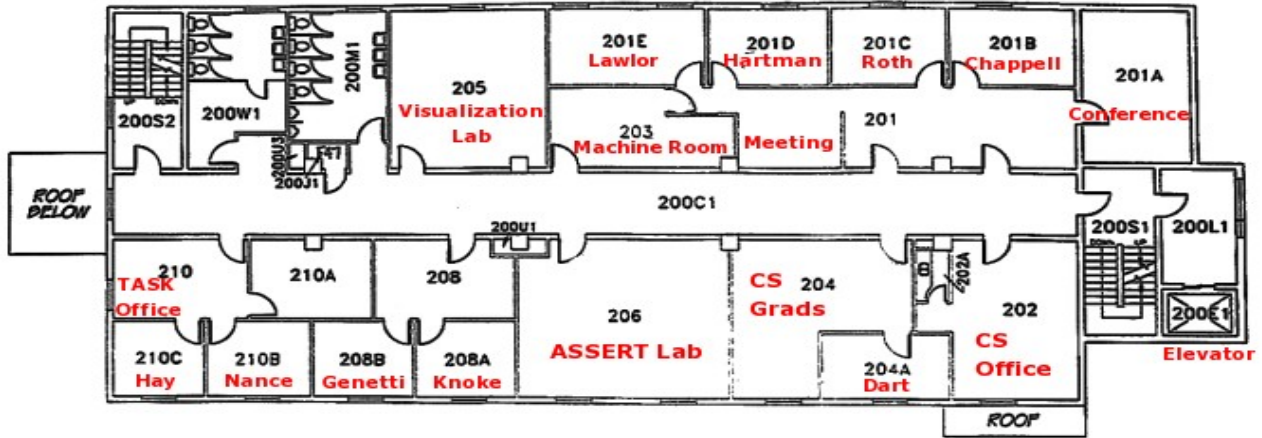 201E
Lawlor
201D
Hartman
201C
Roth
201B
Chappell
201A
Conference
200M1
200S2
200W1
205
Visualization
Lab
203
Machine Room
Meeting
201
200U3
200J1
ROOF
BELOW
200C1
200U1
200S1
200L1
200E1
Elevator
210
TASK
Office
210A
208
206
ASSERT Lab
CS
Grads
204
202A
202
CS
Office
210C
Hay
210B
Nance
208B
Genetti
208A
Knoke
204A
Dart
ROOF